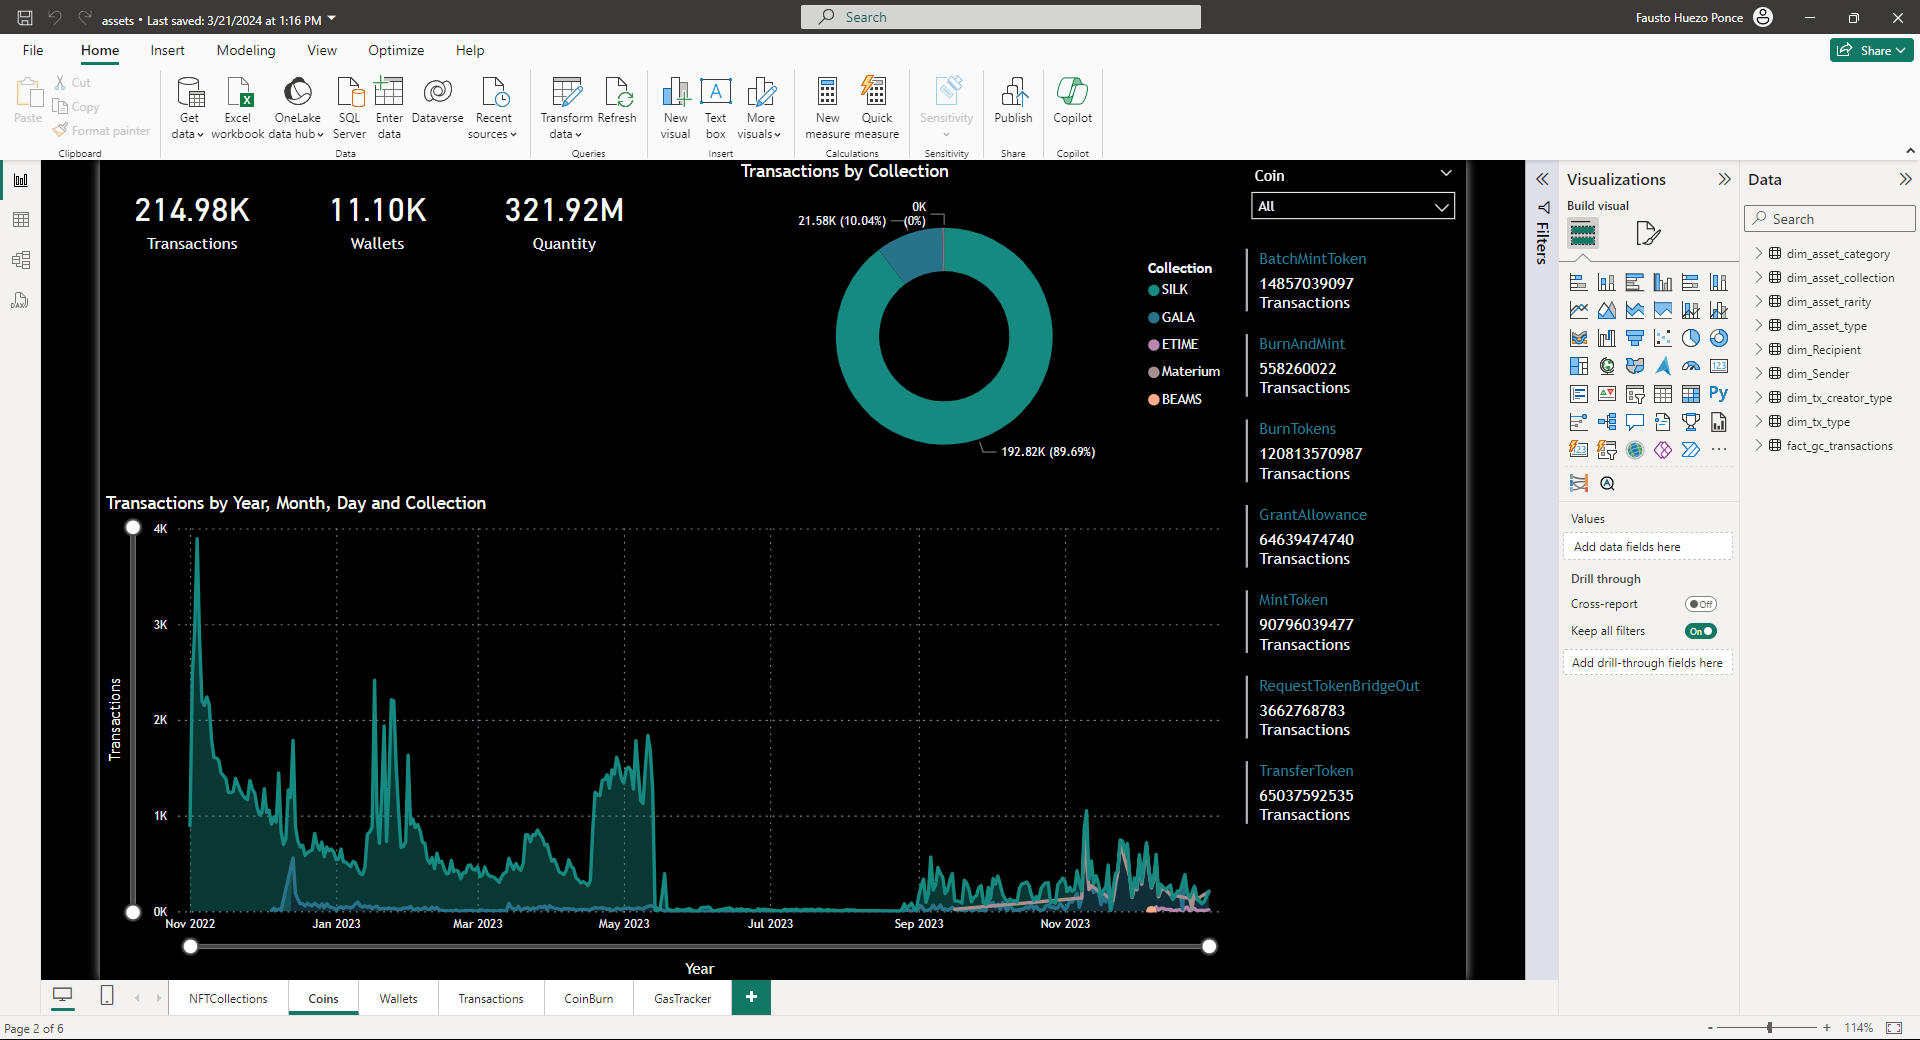 assets • Last saved: 3/21/2024 at 1:16 PM
Search
Fausto Huezo Ponce
File
Home
Insert
Modeling
View
Optimize
Help
Share
Paste
Cut
Copy
Format painter
Clipboard
Get data
Excel workbook
OneLake data hub
SQL Server
Enter data
Dataverse
Recent sources
Data
Transform data
Refresh
Queries
New visual
Text box
More visuals
Insert
New measure
Quick measure
Calculations
Sensitivity
Sensitivity
Publish
Share
Copilot
Copilot
214.98K
Transactions
11.10K
Wallets
321.92M
Quantity
Transactions by Collection
0K
(0%)
21.58K (10.04%)
192.82K (89.69%)
Collection
SILK
GALA
ETIME
Materium
BEAMS
Coin
All
BatchMintToken
14857039097
Transactions
BurnAndMint
558260022
Transactions
BurnTokens
120813570987
Transactions
GrantAllowance
64639474740
Transactions
MintToken
90796039477
Transactions
RequestTokenBridgeOut
3662768783
Transactions
TransferToken
65037592535
Transactions
Transactions by Year, Month, Day and Collection
Transactions
4K
3K
2K
1K
0K
Nov 2022
Jan 2023
Mar 2023
May 2023
Jul 2023
Sep 2023
Nov 2023
Year
Filters
Visualizations
Build visual
123
Py
123
Values
Add data fields here
Drill through
Cross-report
Off
Keep all filters
On
Add drill-through fields here
Data
Search
dim_asset_category
dim_asset_collection
dim_asset_rarity
dim_asset_type
dim_Recipient
dim_Sender
dim_tx_creator_type
dim_tx_type
fact_gc_transactions
DAX
NFTCollections
Coins
Wallets
Transactions
CoinBurn
GasTracker
+
Page 2 of 6
- + 114%